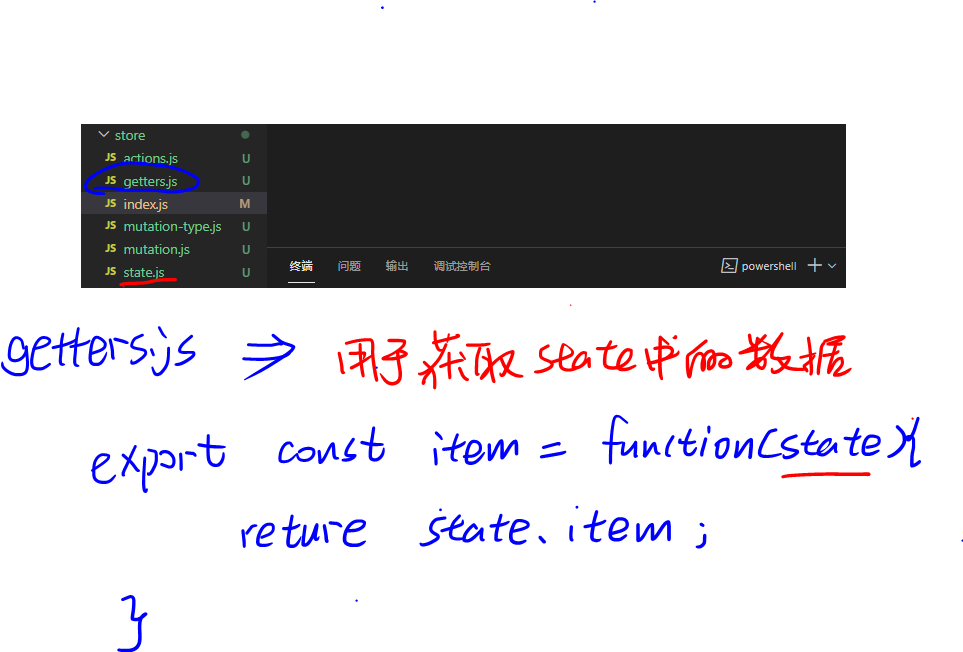 store
JS actions.js U
JS getters.js U
JS index.js M
JS mutation-type.js U
JS mutation.js U
JS state.js U
终端 问题 输出 调试控制台 powershell
getters.js ⇒ 用于获取state中的数据
export const item = function(state){
reture state.item ;
}